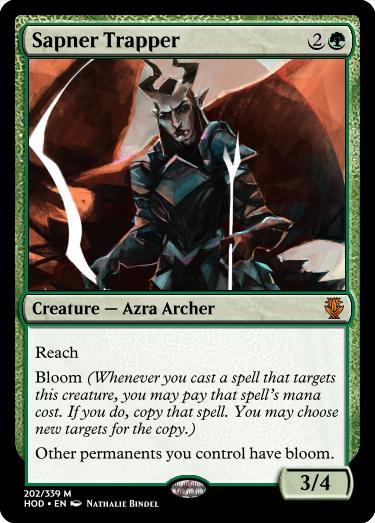 Sapner Trapper 2
Creature — Azra Archer
Reach
Bloom (Whenever you cast a spell that targets
this creature, you may pay that spell's mana
cost. If you do, copy that spell. You may choose
new targets for the copy.)
Other permanents you control have bloom.
3/4
202/339 M
HOD • EN Nathalie Bindel